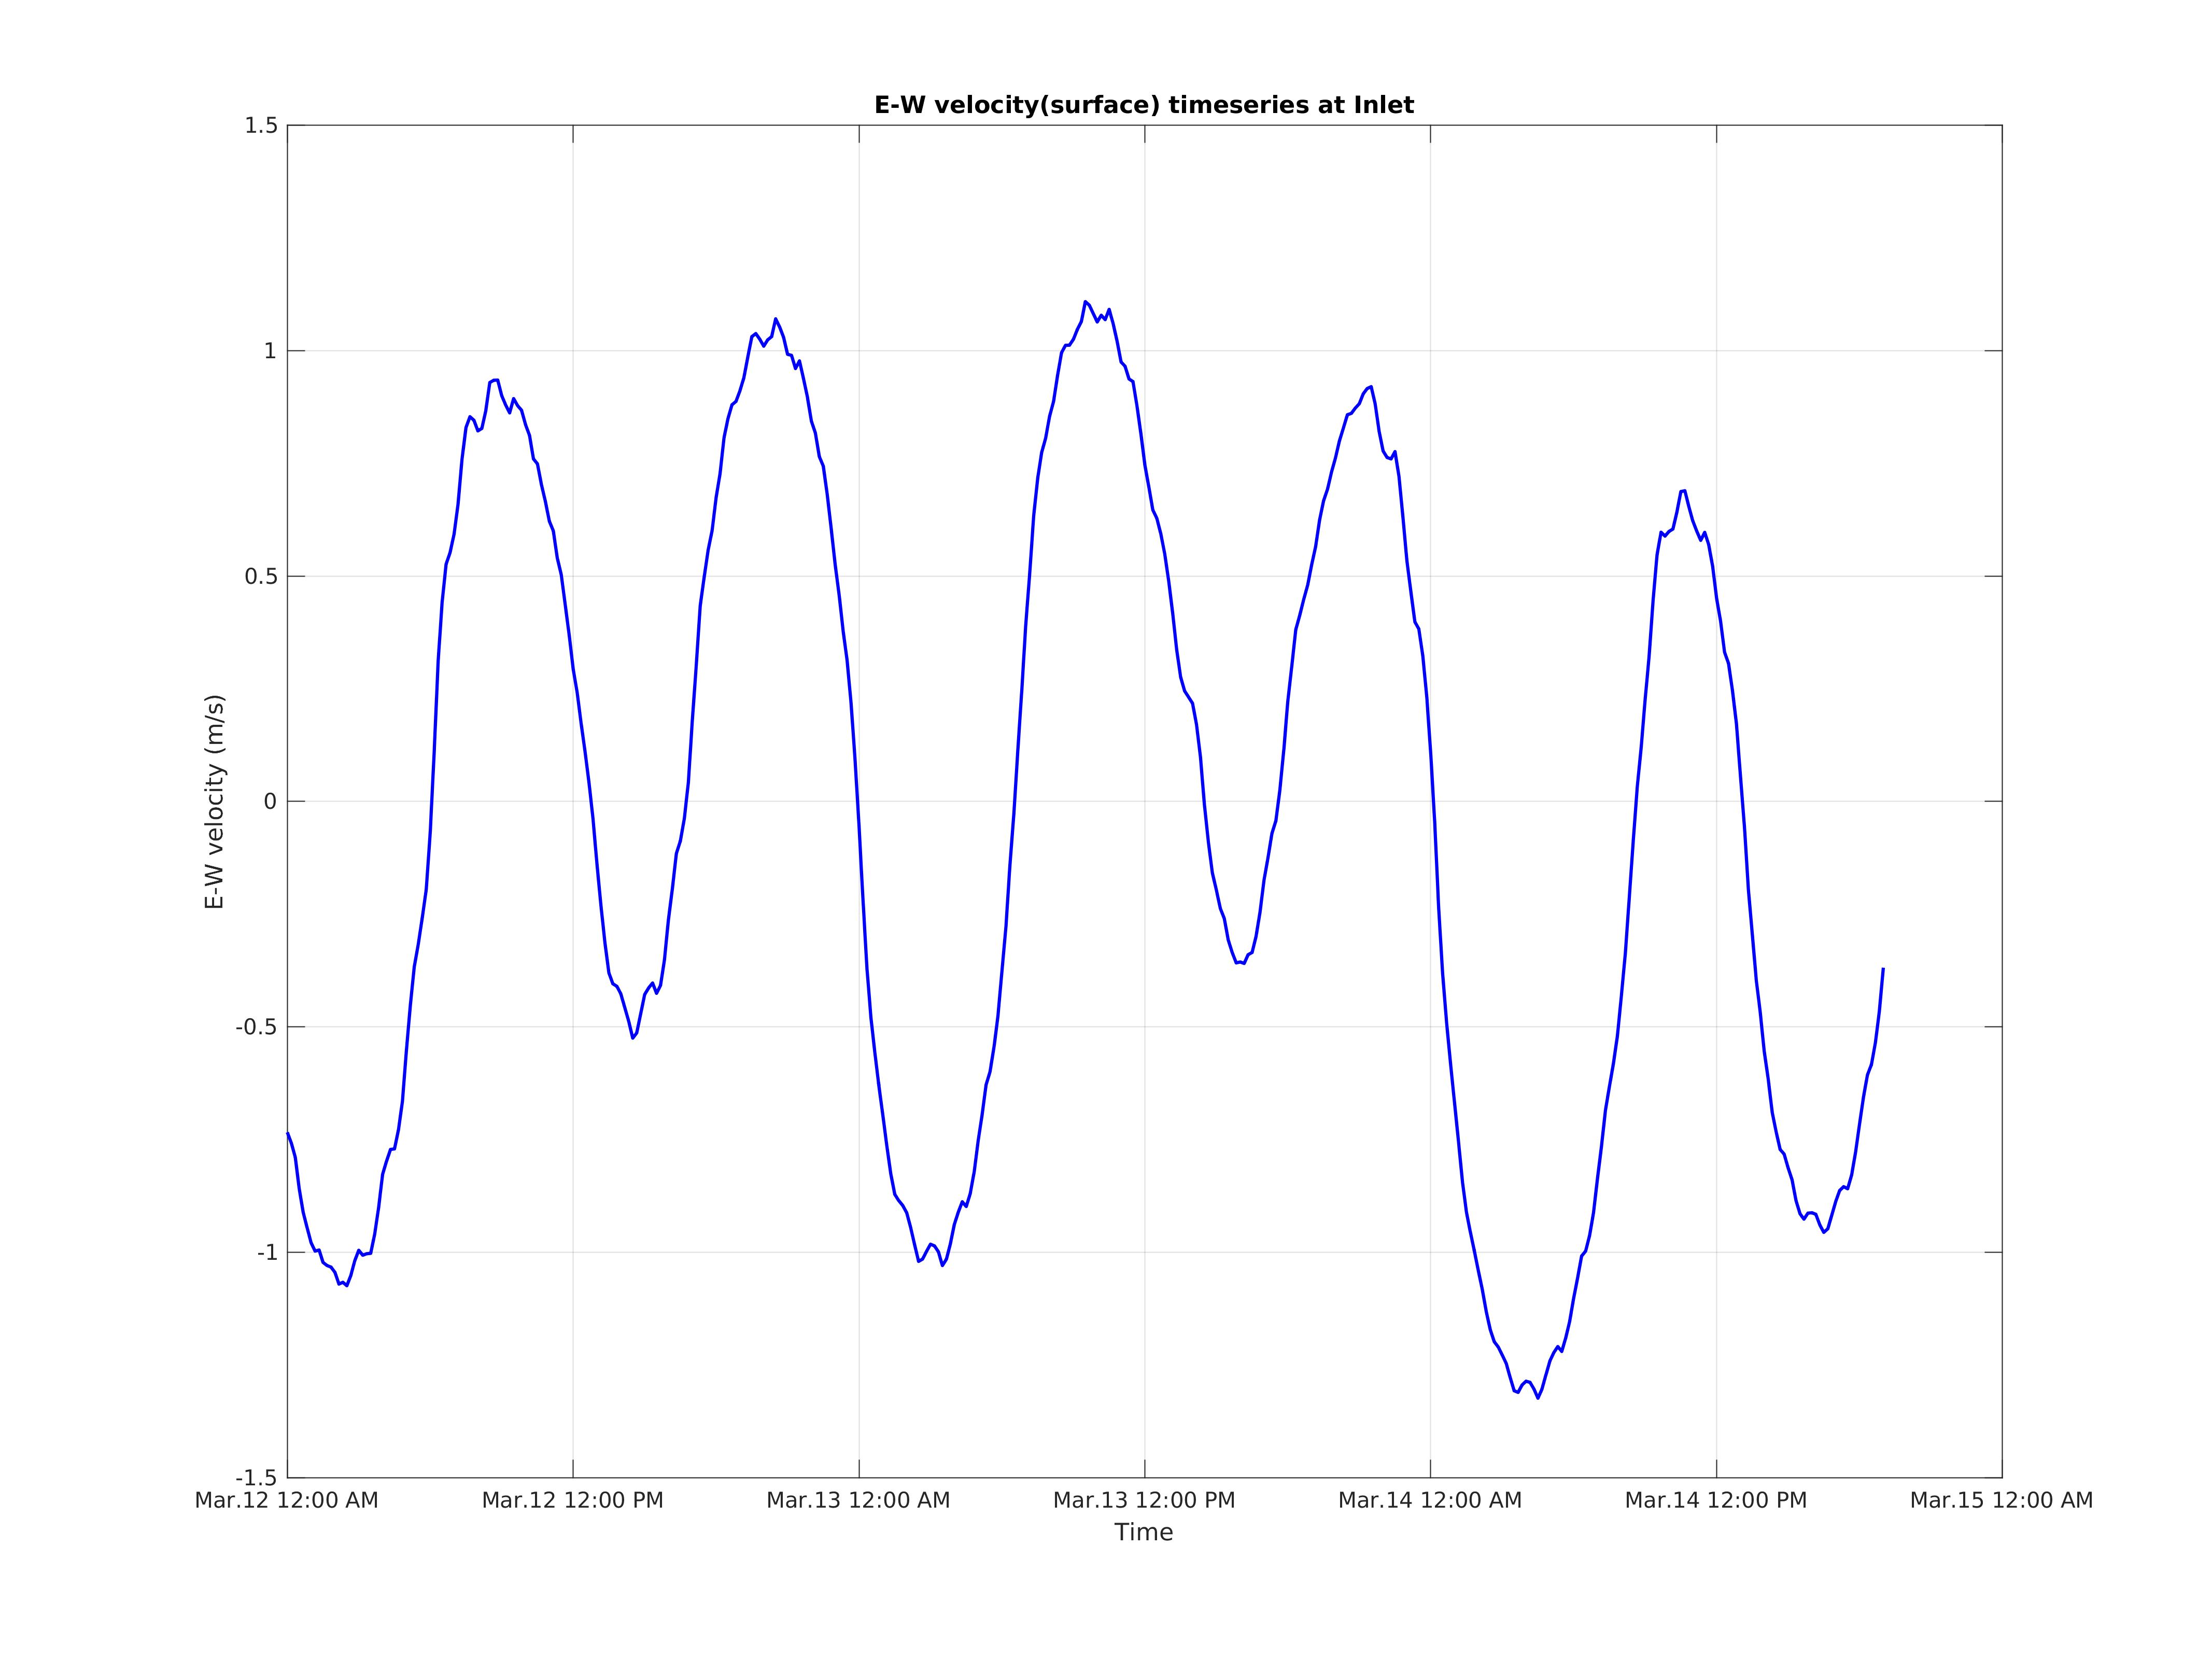 E-W velocity(surface) timeseries at Inlet
1.5
1
0.5
0
-0.5
-1
-1.5
E-W velocity (m/s)
Mar.12 12:00 AM Mar.12 12:00 PM Mar.13 12:00 AM Mar.13 12:00 PM Mar.14 12:00 AM Mar.14 12:00 PM Mar.15 12:00 AM
Time